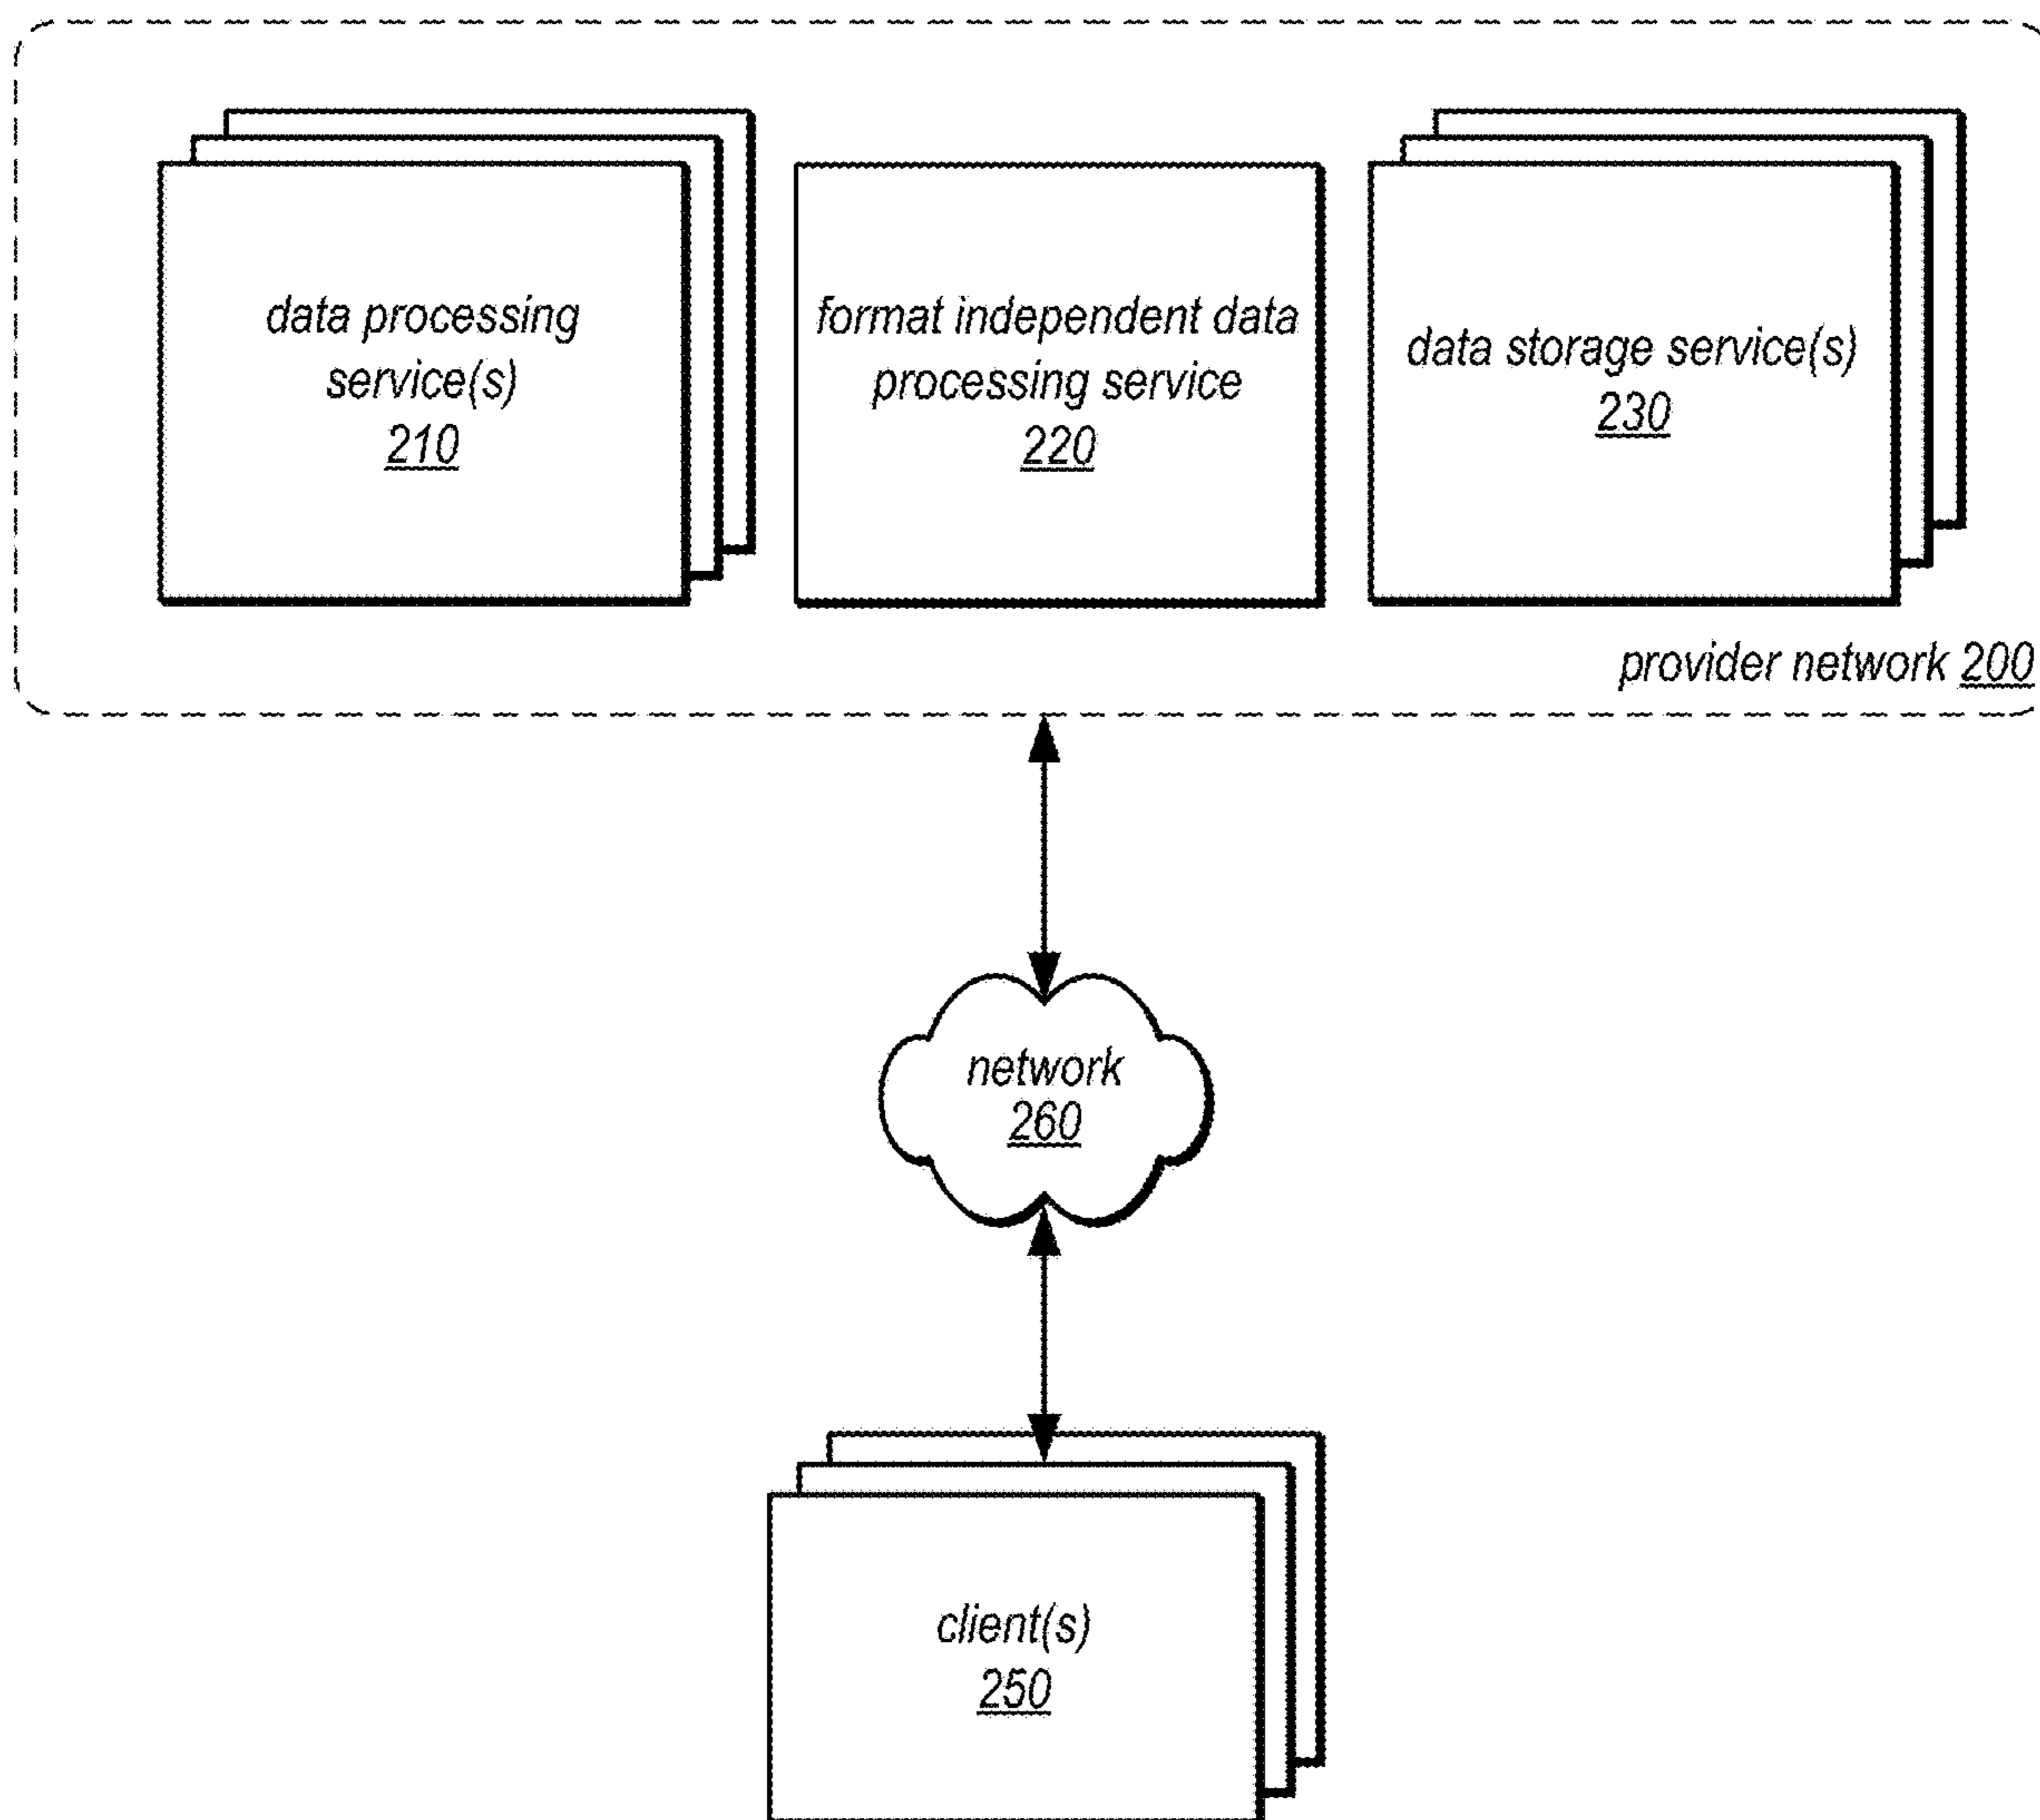 data processing
service(s)
210
format independent data
processing service
220
data storage service(s)
230
provider network 200
network
260
client(s)
250